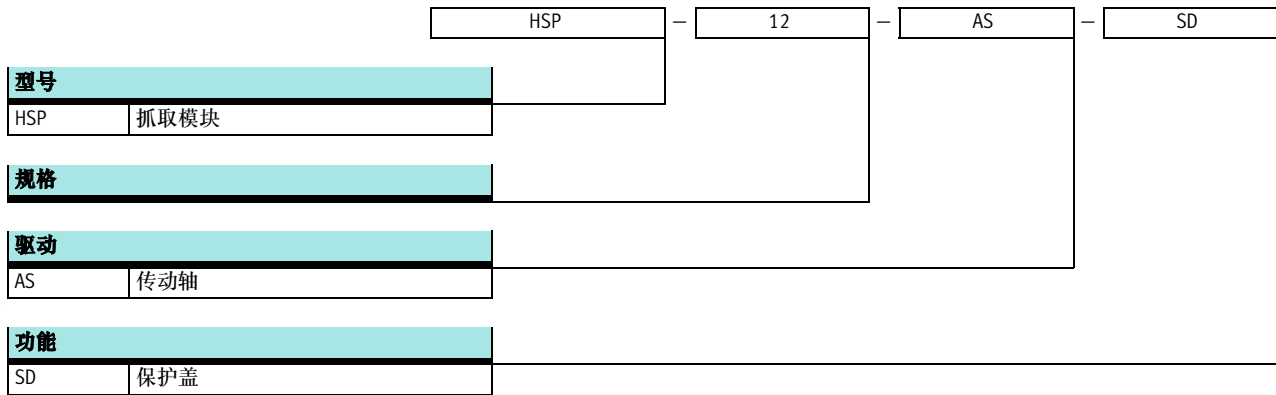 HSP – 12 – AS – SD
型号
HSP 抓取模块
规格
驱动
AS 传动轴
功能
SD 保护盖